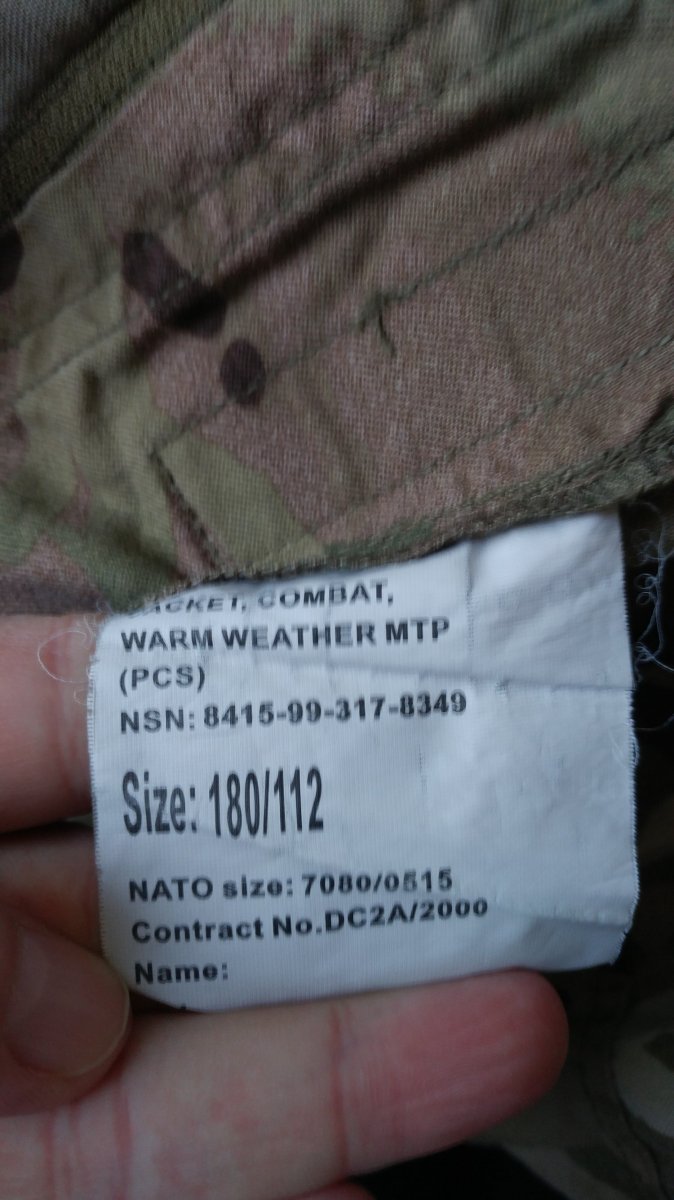 JACKET, COMBAT,
WARM WEATHER MTP
(PCS)
NSN: 8415-99-317-8349
Size: 180/112
NATO size: 7080/0515
Contract No.DC2A/2000
Name: